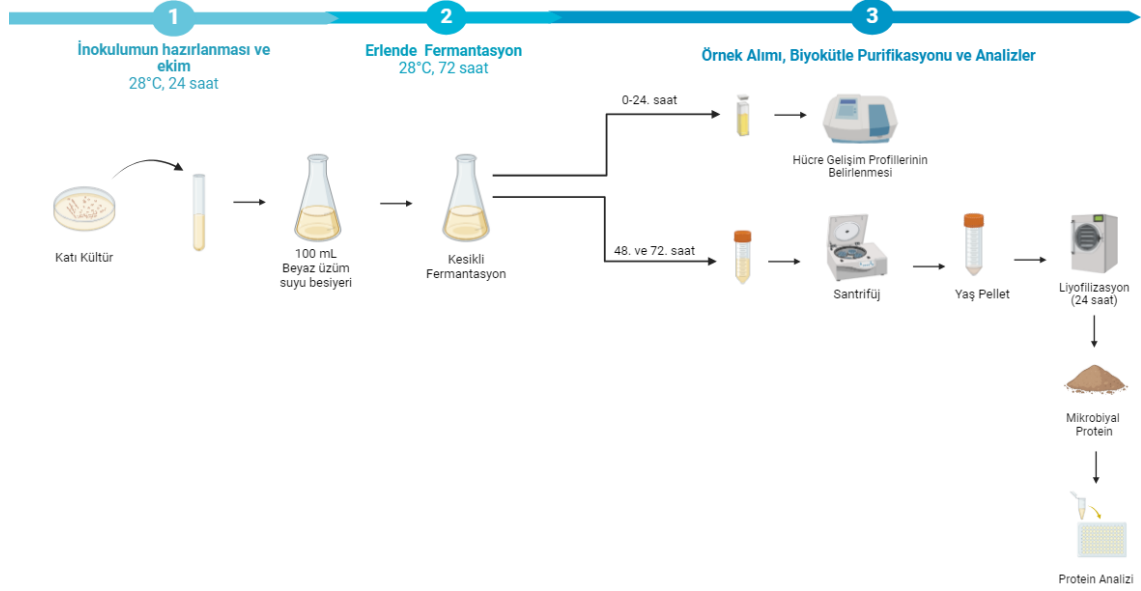 1
İnokulumun hazırlanması ve
ekim
28°C, 24 saat
2
Erlende Fermantasyon
28°C, 72 saat
3
Örnek Alımı, Biyokütle Purifikasyonu ve Analizler
0-24. saat
Hücre Gelişim Profillerinin
Belirlenmesi
Katı Kültür
100 mL
Beyaz üzüm
suyu besiyeri
Kesikli
Fermantasyon
48. ve 72. saat
Santrifüj
Yaş Pellet
Liyofilizasyon
(24 saat)
Mikrobiyal
Protein
Protein Analizi